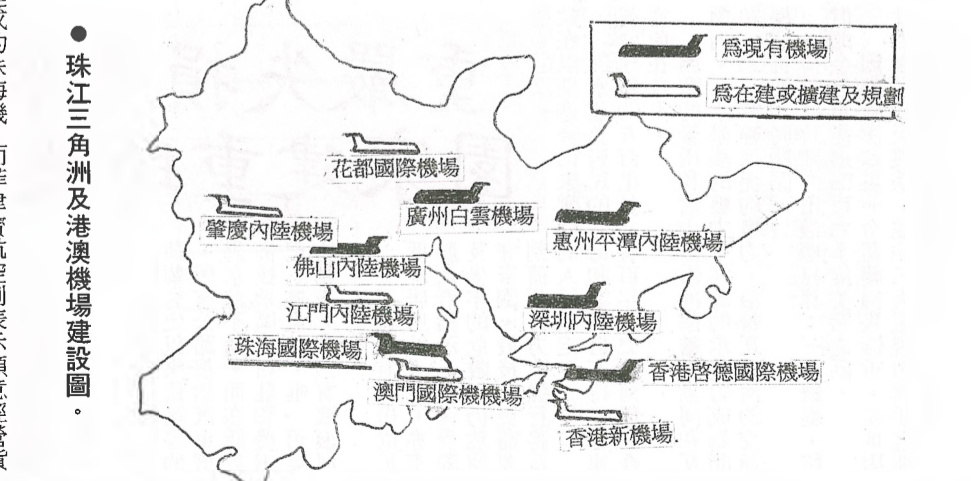 ●珠江三角洲及港澳機場建設圖。
爲現有機場
爲在建或擴建及規劃
花都國際機場
廣州白雲機場
肇慶內陸機場
惠州平潭內陸機場
佛山內陸機場
江門內陸機場
深圳內陸機場
珠海國際機場
香港啓德國際機場
澳門國際機機場
香港新機場.